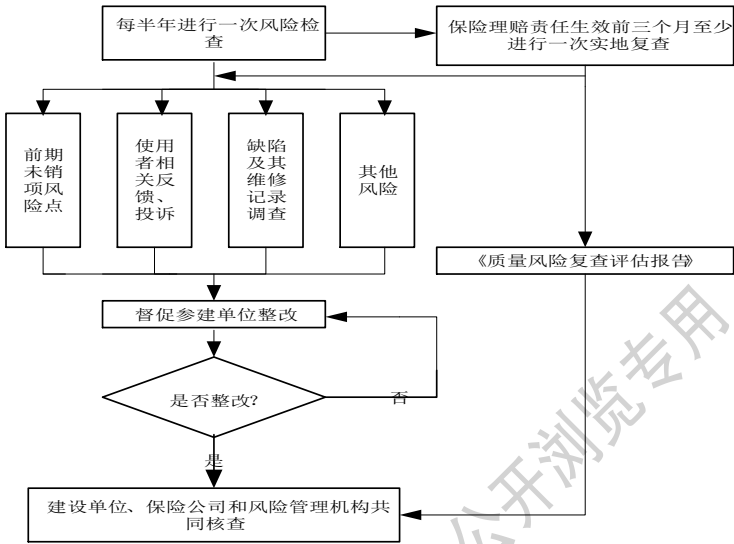 每半年进行一次风险检
查
保险理赔责任生效前三个月至少
进行一次实地复查
前期
未销
项风
险点
使用
者相
关反
馈、
投诉
缺陷
及其
维修
记录
调查
其他
风险
《质量风险复查评估报告》
督促参建单位整改
是否整改？
否
是
建设单位、保险公司和风险管理机构共
同核查
公开浏览专用